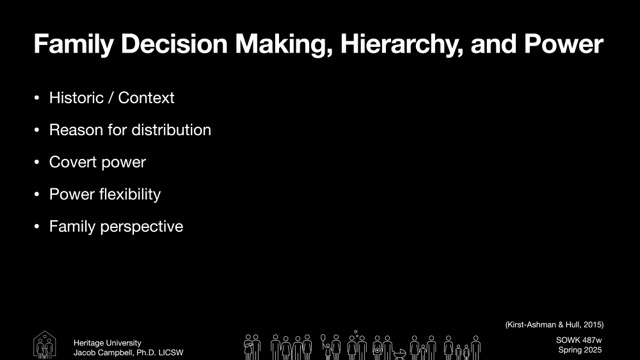 Family Decision Making, Hierarchy, and Power
• Historic / Context
• Reason for distribution
• Covert power
• Power flexibility
• Family perspective
(Kirst-Ashman & Hull, 2015)
Heritage University
Jacob Campbell, Ph.D. LICSW
SOWK 487w
Spring 2025